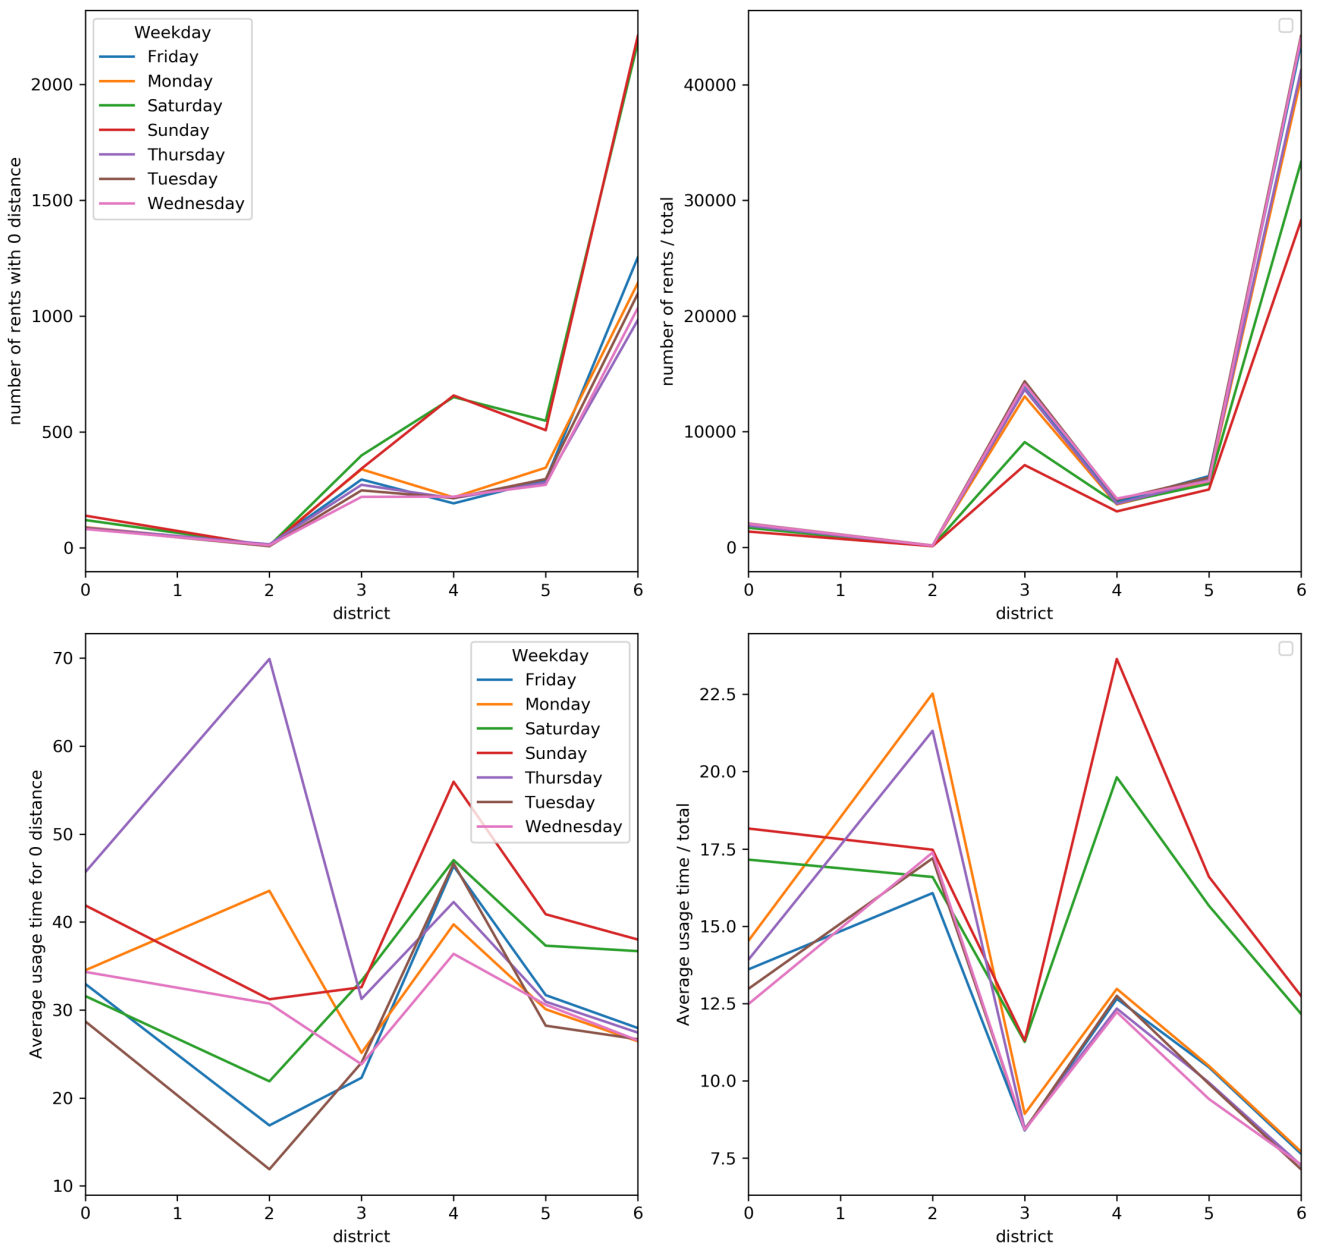 Weekday
Friday
Monday
Saturday
Sunday
Thursday
Tuesday
Wednesday
number of rents with 0 distance
2000
1500
1000
500
0
0 1 2 3 4 5 6
district
number of rents / total
40000
30000
20000
10000
0
0 1 2 3 4 5 6
district
Weekday
Friday
Monday
Saturday
Sunday
Thursday
Tuesday
Wednesday
Average usage time for 0 distance
70
60
50
40
30
20
10
0 1 2 3 4 5 6
district
Average usage time / total
22.5
20.0
17.5
15.0
12.5
10.0
7.5
0 1 2 3 4 5 6
district